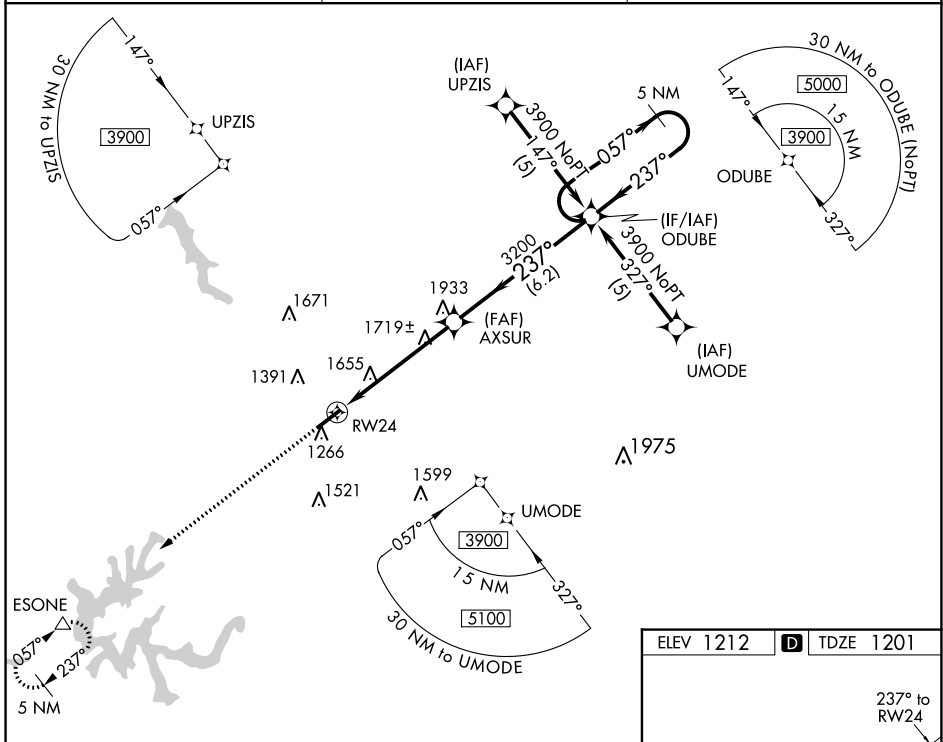 147°
30 NM to UPZIS
3900
UPZIS
057°
(IAF)
UPZIS
3900 NoPT
147°
(5)
5 NM
057°
237°
(IF/IAF)
ODUBE
3900 NoPT
327°
(5)
(IAF)
UMODE
30 NM to ODUBE (NoPT)
5000
147°
3900
15 NM
ODUBE
327°
3200
237°
(6.2)
1933
1671
1719±
(FAF)
AXSUR
1655
1391
RW24
1266
1975
1521
1599
UMODE
057°
3900
15 NM
327°
5100
30 NM to UMODE
ESONE
057°
237°
5 NM
ELEV 1212 D TDZE 1201
237° to
RW24